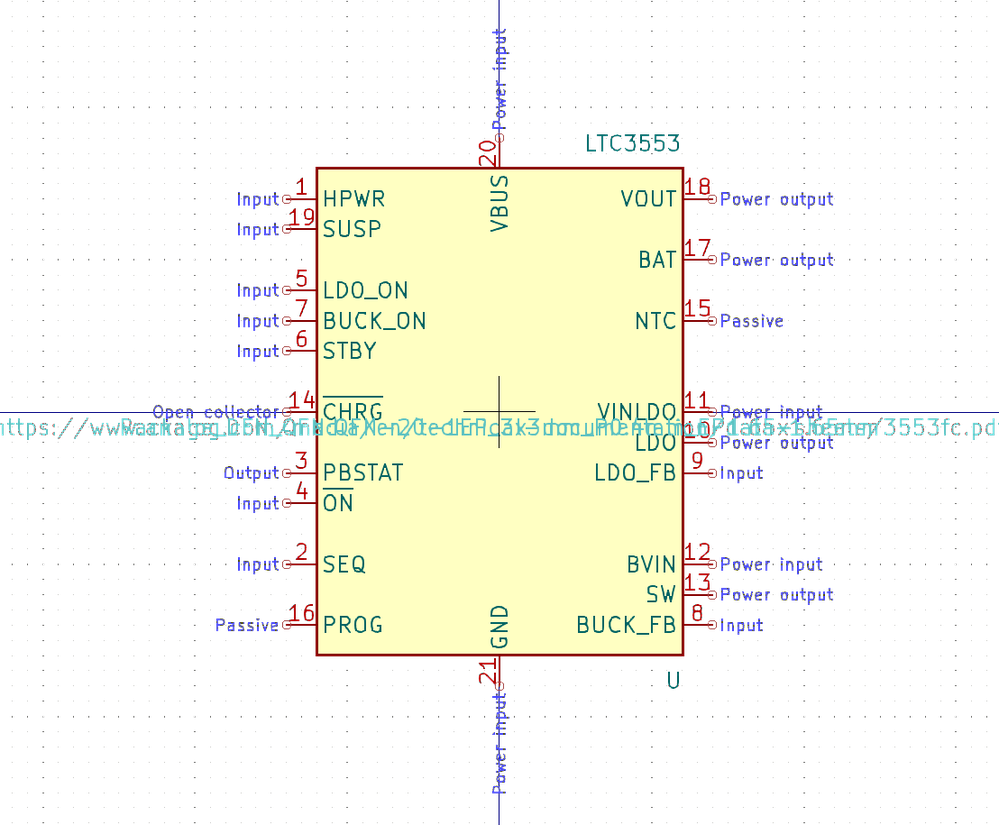 Power input
20
LTC3553
VBUS
Input 1 HPWR VOUT 18 Power output
Input 19 SUSP
BAT 17 Power output
Input 5 LDO_ON
Input 7 BUCK_ON NTC 15 Passive
Input 6 STBY
Open collector 14 CHRG VINLDO 11 Power input
LDO 10 Power output
Output 3 PBSTAT LDO_FB 9 Input
Input 4 ON
Input 2 SEQ BVIN 12 Power input
SW 13 Power output
Passive 16 PROG BUCK_FB 8 Input
GND
21
U
Power input